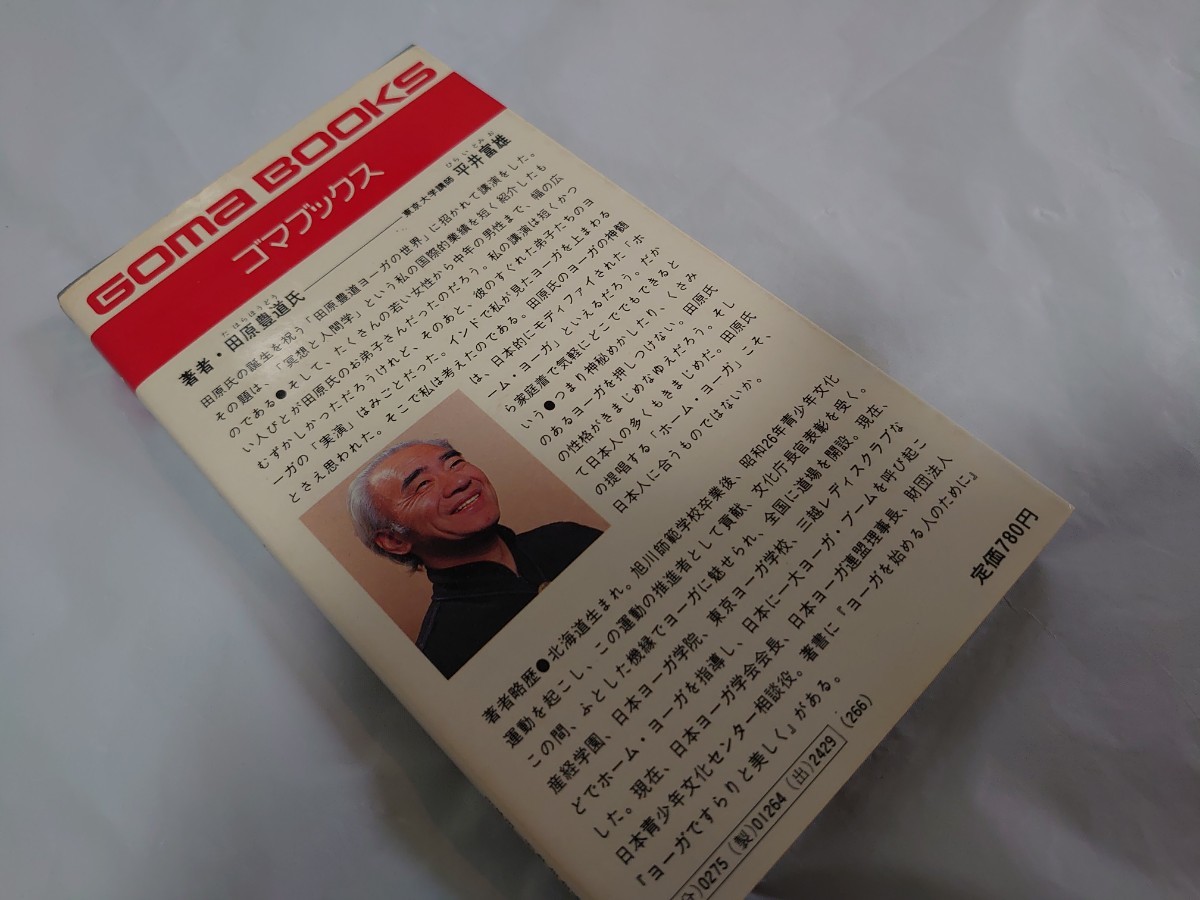 Goma BOOKS
ゴマブックス
たはらほうどう
著者・田原豊道氏
東京大学講師 平井富雄
ひらいとみお
田原氏の誕生を祝う「田原豊道ヨーガの世界」に招かれて講演をした。
その題は、「冥想と人間学」という私の国際的業績を短く紹介したも
のである●そして、たくさんの若い女性から中年の男性まで、幅の広
い人びとが田原氏のお弟子さんだったのだろう。私の講演は短くかつ
むずかしかっただろうけれど、そのあと、彼のすぐれた弟子たちのヨ
ーガの「実演」はみごとだった。インドで私が見たヨーガを上まわる
とさえ思われた。そこで私は考えたのである。田原氏のヨーガの神髄
は、日本的にモディファイされた「ホ
ーム・ヨーガ」といえるだろう。だか
ら家庭着で気軽にどこででもできると
いう●つまり神秘めかしたり、くさみ
のあるヨーガを押しつけない。田原氏
の性格がきまじめなゆえだろう。そし
て日本人の多くもきまじめだ。田原氏
の提唱する「ホーム・ヨーガ」こそ、
日本人に合うものではないか。
著者略歴●北海道生まれ。旭川師範学校卒業後、昭和26年青少年文化
運動を起こし、この運動の推進者として貢献、文化庁長官表彰を受く。
この間、ふとした機縁でヨーガに魅せられ、全国に道場を開設。現在、
産経学園、日本ヨーガ学院、東京ヨーガ学校、三越レディスクラブな
どでホーム・ヨーガを指導し、日本に一大ヨーガ・ブームを呼び起こ
した。現在、日本ヨーガ学会会長、日本ヨーガ連盟理事長、財団法人
日本青少年文化センター相談役。著書に『ヨーガを始める人のために』
『ヨーガですらりと美しく』がある。
定価780円
0275(製)01264(出)2429(266)